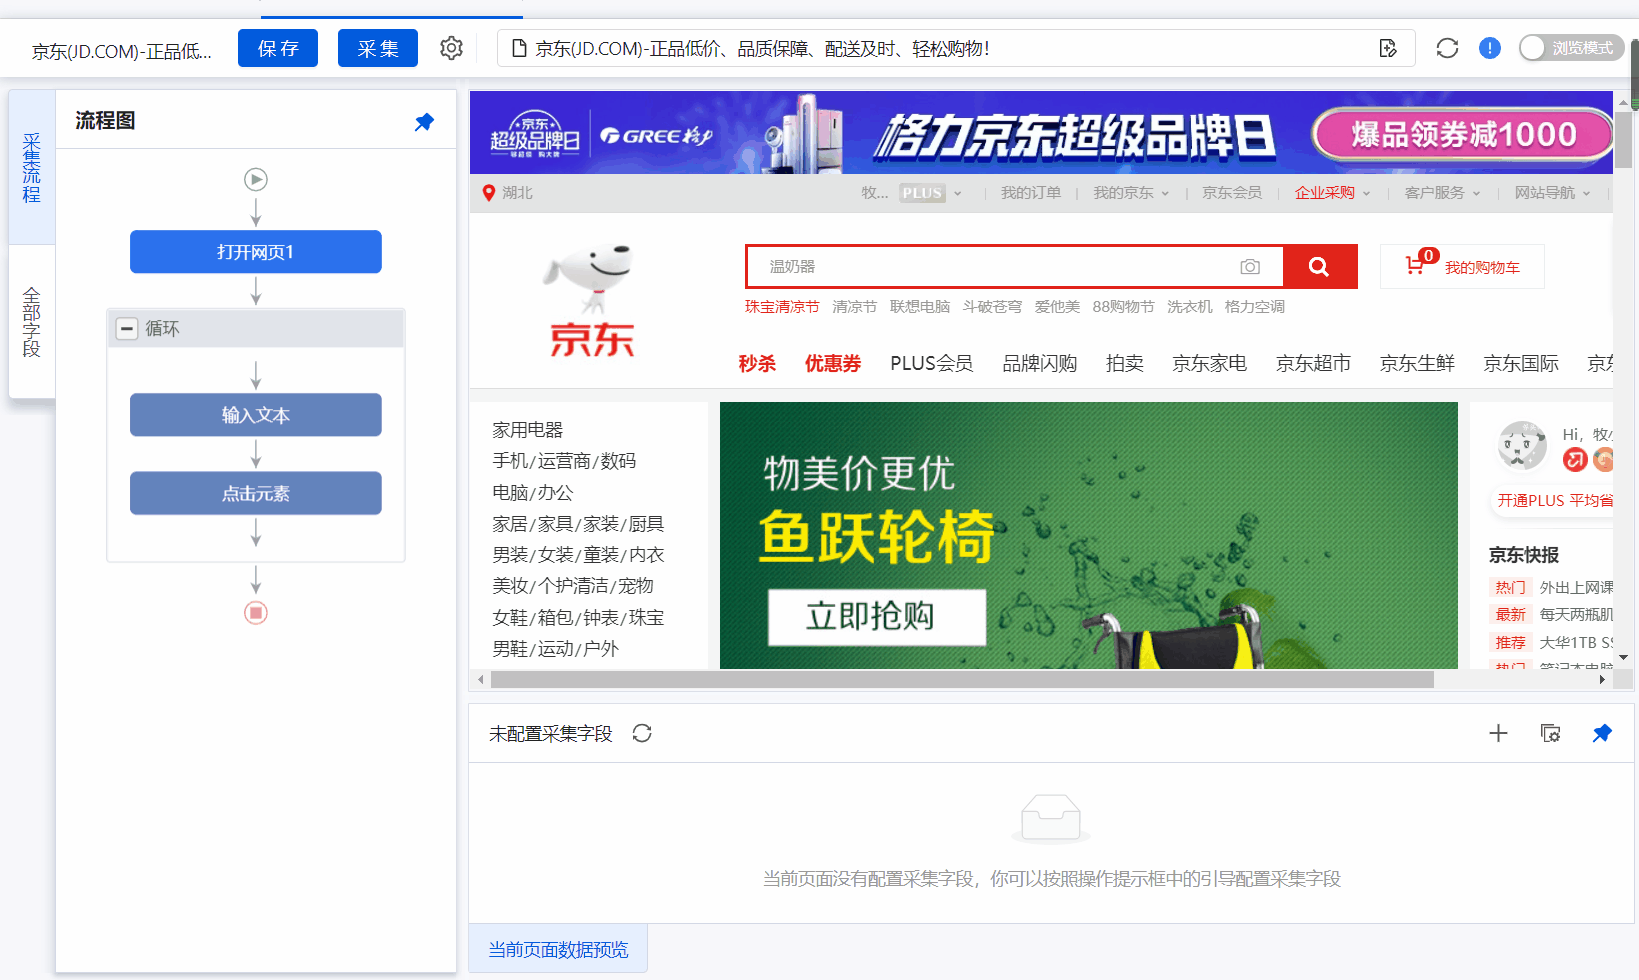 京东(JD.COM)-正品低...
保存
采集
京东(JD.COM)-正品低价、品质保障、配送及时、轻松购物!
浏览模式
采集流程
全部字段
流程图
打开网页1
循环
输入文本
点击元素
京东
超级品牌日
GREE格力
格力京东超级品牌日
爆品领券减1000
湖北
牧...
PLUS
我的订单
我的京东
京东会员
企业采购
客户服务
网站导航
京东
温奶器
0
我的购物车
珠宝清凉节 清凉节 联想电脑 斗破苍穹 爱他美 88购物节 洗衣机 格力空调
秒杀 优惠券 PLUS会员 品牌闪购 拍卖 京东家电 京东超市 京东生鲜 京东国际 京东
家用电器
手机/运营商/数码
电脑/办公
家居/家具/家装/厨具
男装/女装/童装/内衣
美妆/个护清洁/宠物
女鞋/箱包/钟表/珠宝
男鞋/运动/户外
物美价更优
鱼跃轮椅
立即抢购
Hi，牧小
开通PLUS 平均省
京东快报
热门 外出上网课
最新 每天两瓶肌
推荐 大华1TB SS
热门 笔记本电脑
未配置采集字段
当前页面没有配置采集字段，你可以按照操作提示框中的引导配置采集字段
当前页面数据预览